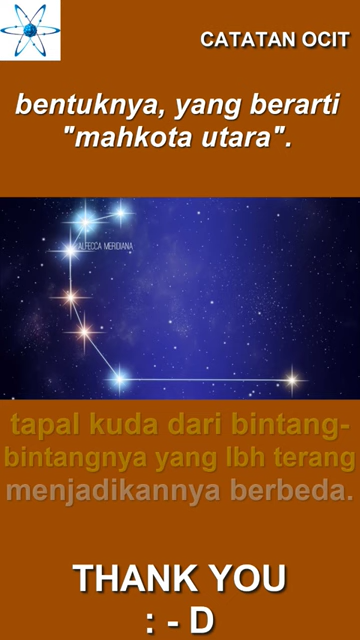 CATATAN OCIT
bentuknya, yang berarti
"mahkota utara".
ALFECCA MERIDIANA
tapal kuda dari bintang-
bintangnya yang lbh terang
menjadikannya berbeda.
THANK YOU
: - D